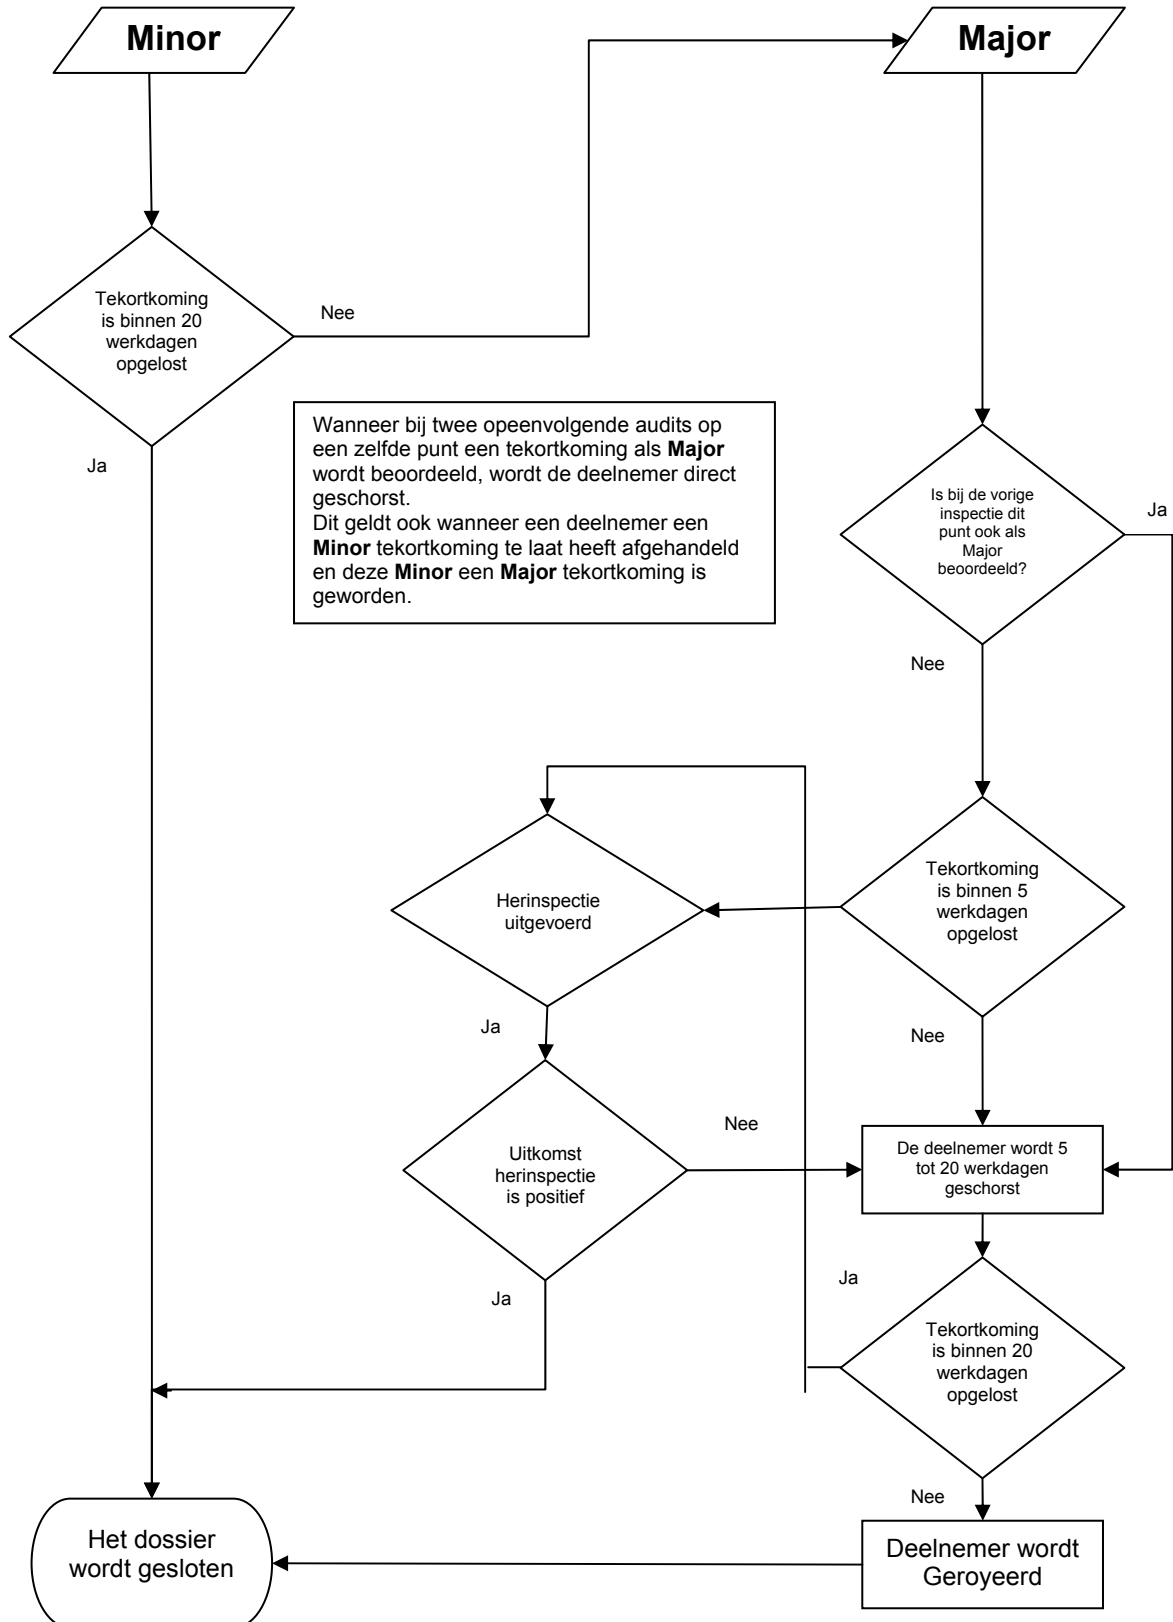 Minor
Major
Tekortkoming
is binnen 20
werkdagen
opgelost
Nee
Ja
Wanneer bij twee opeenvolgende audits op
een zelfde punt een tekortkoming als Major
wordt beoordeeld, wordt de deelnemer direct
geschorst.
Dit geldt ook wanneer een deelnemer een
Minor tekortkoming te laat heeft afgehandeld
en deze Minor een Major tekortkoming is
geworden.
Is bij de vorige
inspectie dit
punt ook als
Major
beoordeeld?
Ja
Nee
Tekortkoming
is binnen 5
werkdagen
opgelost
Herinspectie
uitgevoerd
Ja
Nee
Uitkomst
herinspectie
is positief
Nee
De deelnemer wordt 5
tot 20 werkdagen
geschorst
Ja
Ja
Tekortkoming
is binnen 20
werkdagen
opgelost
Nee
Het dossier
wordt gesloten
Deelnemer wordt
Geroyeerd